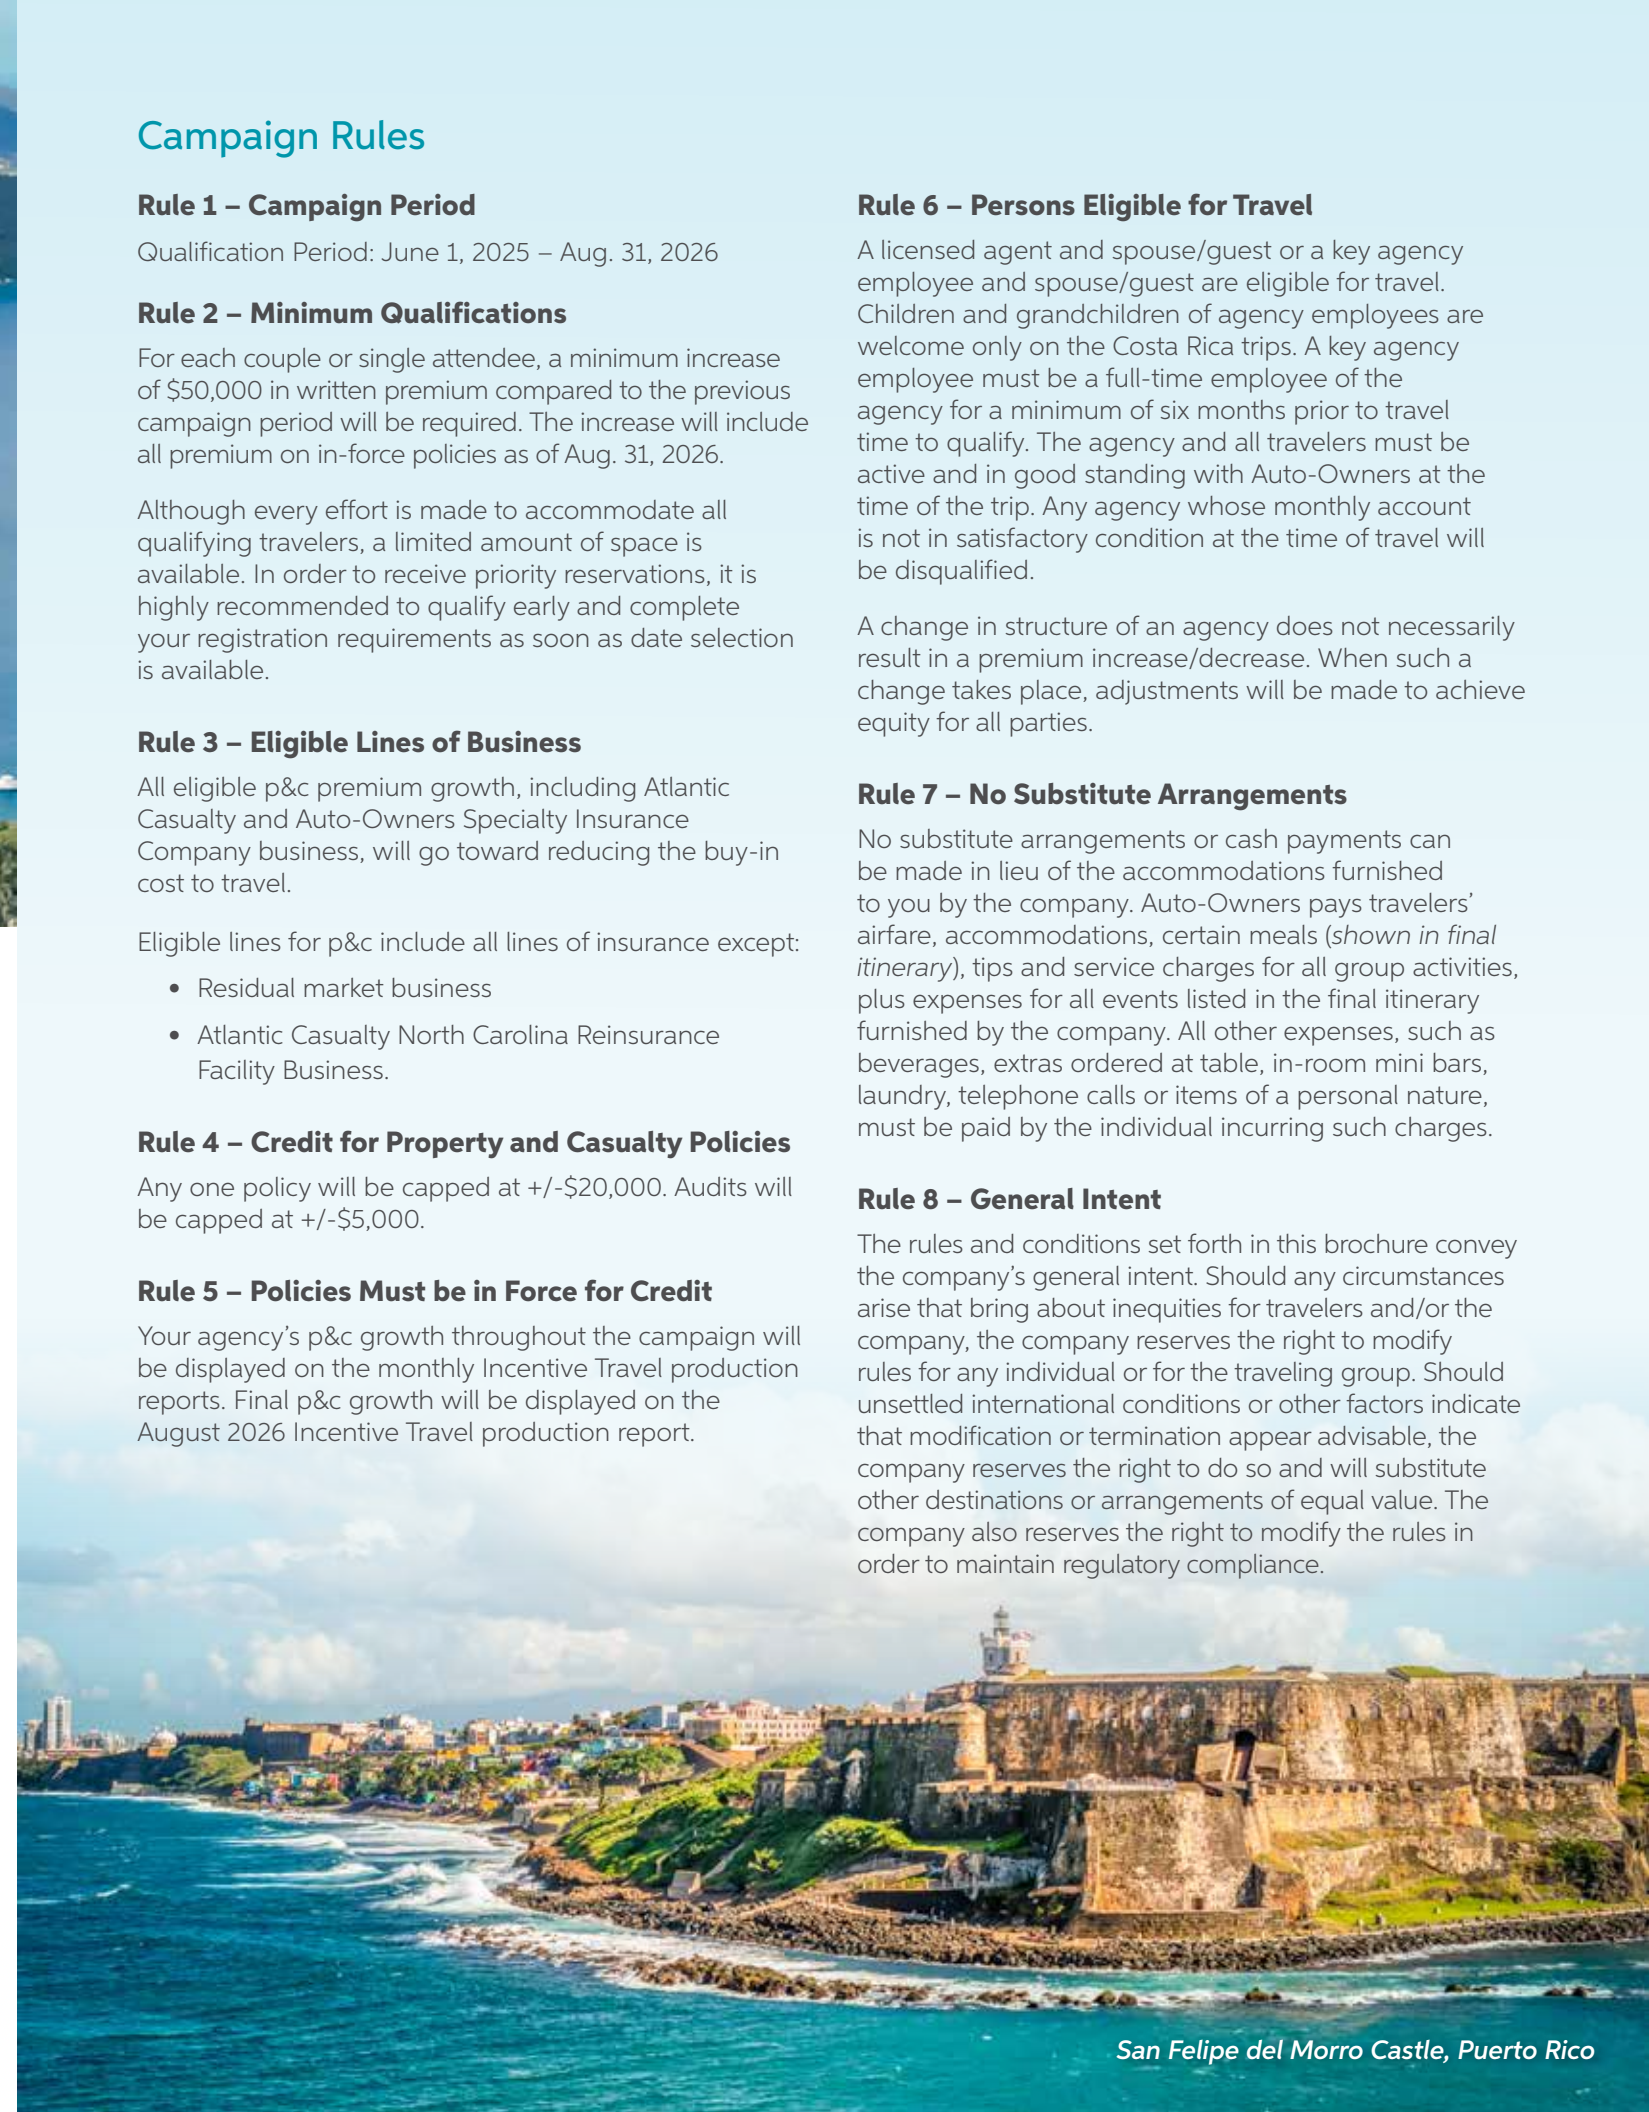 Campaign Rules
Rule 1 – Campaign Period
Qualification Period: June 1, 2025 – Aug. 31, 2026
Rule 2 – Minimum Qualifications
For each couple or single attendee, a minimum increase
of $50,000 in written premium compared to the previous
campaign period will be required. The increase will include
all premium on in-force policies as of Aug. 31, 2026.
Although every effort is made to accommodate all
qualifying travelers, a limited amount of space is
available. In order to receive priority reservations, it is
highly recommended to qualify early and complete
your registration requirements as soon as date selection
is available.
Rule 3 – Eligible Lines of Business
All eligible p&c premium growth, including Atlantic
Casualty and Auto-Owners Specialty Insurance
Company business, will go toward reducing the buy-in
cost to travel.
Eligible lines for p&c include all lines of insurance except:
• Residual market business
• Atlantic Casualty North Carolina Reinsurance
Facility Business.
Rule 4 – Credit for Property and Casualty Policies
Any one policy will be capped at +/-$20,000. Audits will
be capped at +/-$5,000.
Rule 5 – Policies Must be in Force for Credit
Your agency’s p&c growth throughout the campaign will
be displayed on the monthly Incentive Travel production
reports. Final p&c growth will be displayed on the
August 2026 Incentive Travel production report.
Rule 6 – Persons Eligible for Travel
A licensed agent and spouse/guest or a key agency
employee and spouse/guest are eligible for travel.
Children and grandchildren of agency employees are
welcome only on the Costa Rica trips. A key agency
employee must be a full-time employee of the
agency for a minimum of six months prior to travel
time to qualify. The agency and all travelers must be
active and in good standing with Auto-Owners at the
time of the trip. Any agency whose monthly account
is not in satisfactory condition at the time of travel will
be disqualified.
A change in structure of an agency does not necessarily
result in a premium increase/decrease. When such a
change takes place, adjustments will be made to achieve
equity for all parties.
Rule 7 – No Substitute Arrangements
No substitute arrangements or cash payments can
be made in lieu of the accommodations furnished
to you by the company. Auto-Owners pays travelers’
airfare, accommodations, certain meals (shown in final
itinerary), tips and service charges for all group activities,
plus expenses for all events listed in the final itinerary
furnished by the company. All other expenses, such as
beverages, extras ordered at table, in-room mini bars,
laundry, telephone calls or items of a personal nature,
must be paid by the individual incurring such charges.
Rule 8 – General Intent
The rules and conditions set forth in this brochure convey
the company’s general intent. Should any circumstances
arise that bring about inequities for travelers and/or the
company, the company reserves the right to modify
rules for any individual or for the traveling group. Should
unsettled international conditions or other factors indicate
that modification or termination appear advisable, the
company reserves the right to do so and will substitute
other destinations or arrangements of equal value. The
company also reserves the right to modify the rules in
order to maintain regulatory compliance.
San Felipe del Morro Castle, Puerto Rico